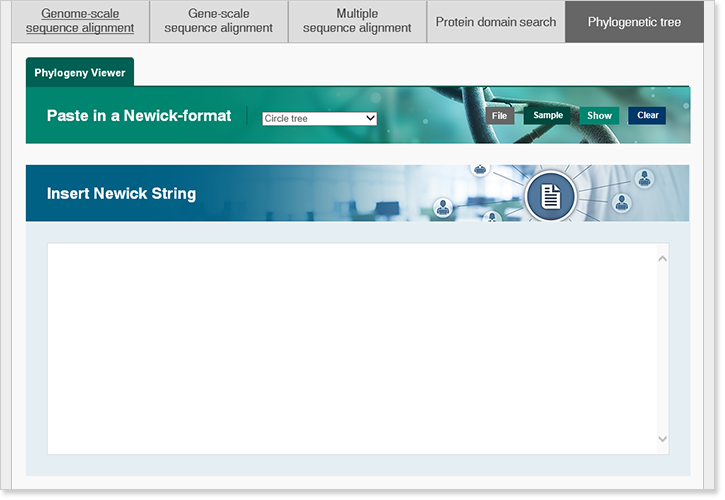 Genome-scale
sequence alignment
Gene-scale
sequence alignment
Multiple
sequence alignment
Protein domain search
Phylogenetic tree
Phylogeny Viewer
Paste in a Newick-format
Circle tree
File
Sample
Show
Clear
Insert Newick String